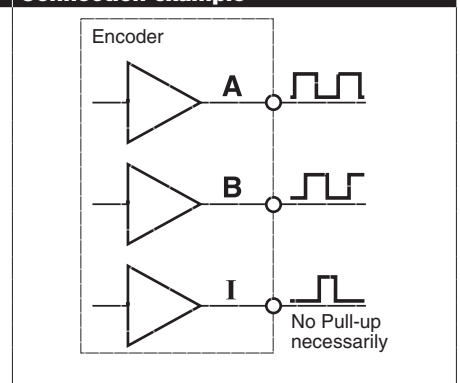 Connection example
Encoder
A
B
I
No Pull-up
necessarily